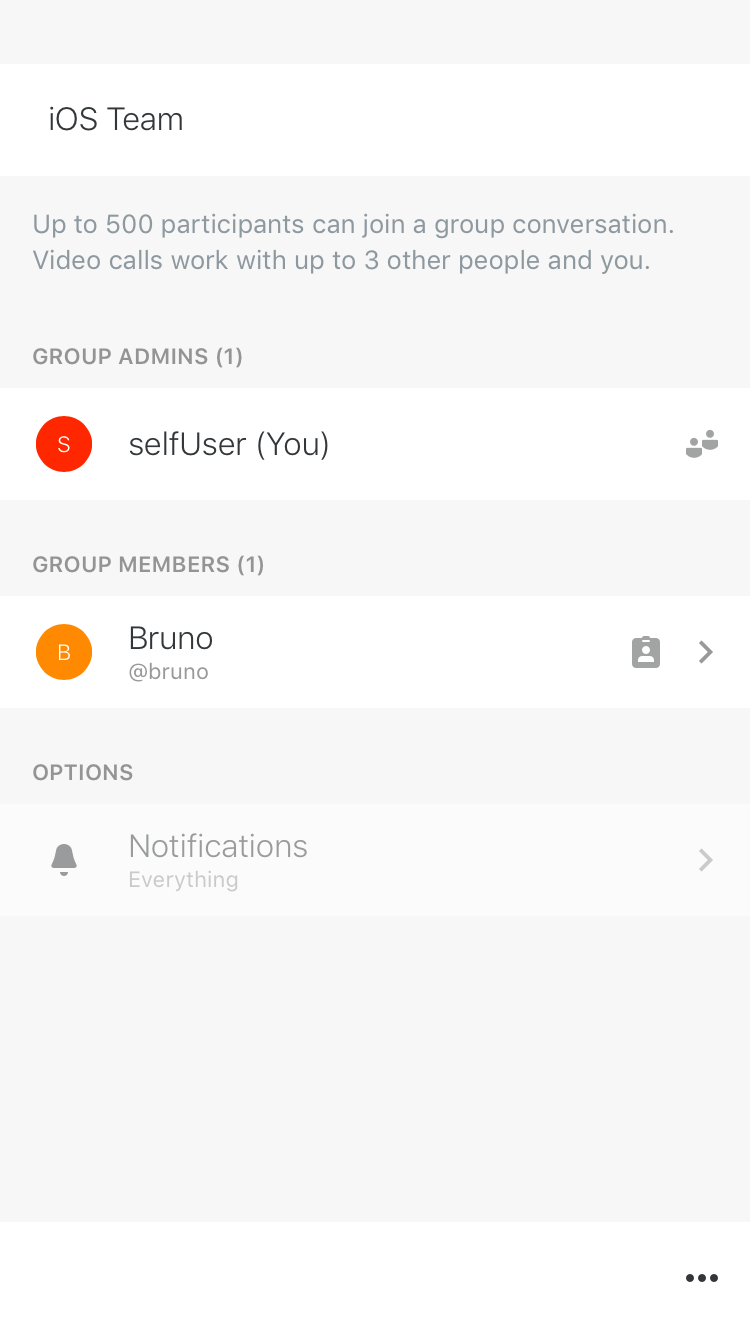 iOS Team
Up to 500 participants can join a group conversation.
Video calls work with up to 3 other people and you.
GROUP ADMINS (1)
S
selfUser (You)
GROUP MEMBERS (1)
B
Bruno
@bruno
OPTIONS
Notifications
Everything